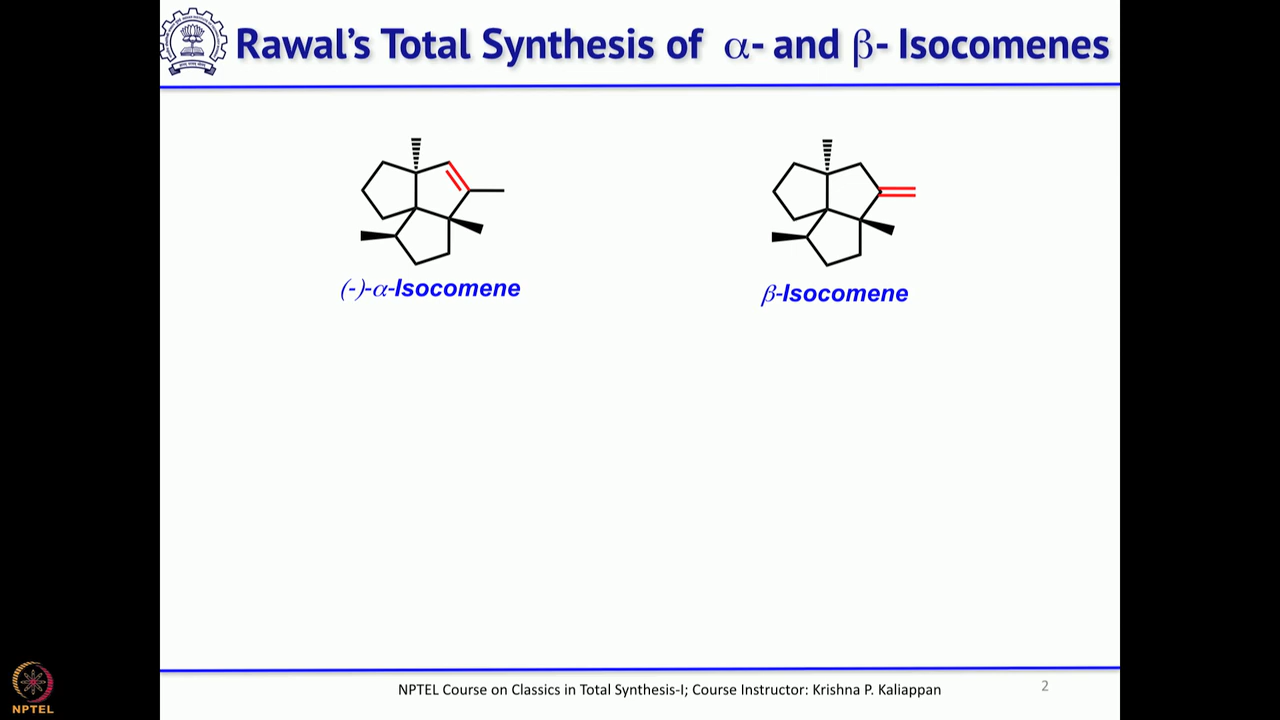 Rawal's Total Synthesis of α- and β- Isocomenes
(-)-α-Isocomene
β-Isocomene
NPTEL Course on Classics in Total Synthesis-I; Course Instructor: Krishna P. Kaliappan
2
NPTEL